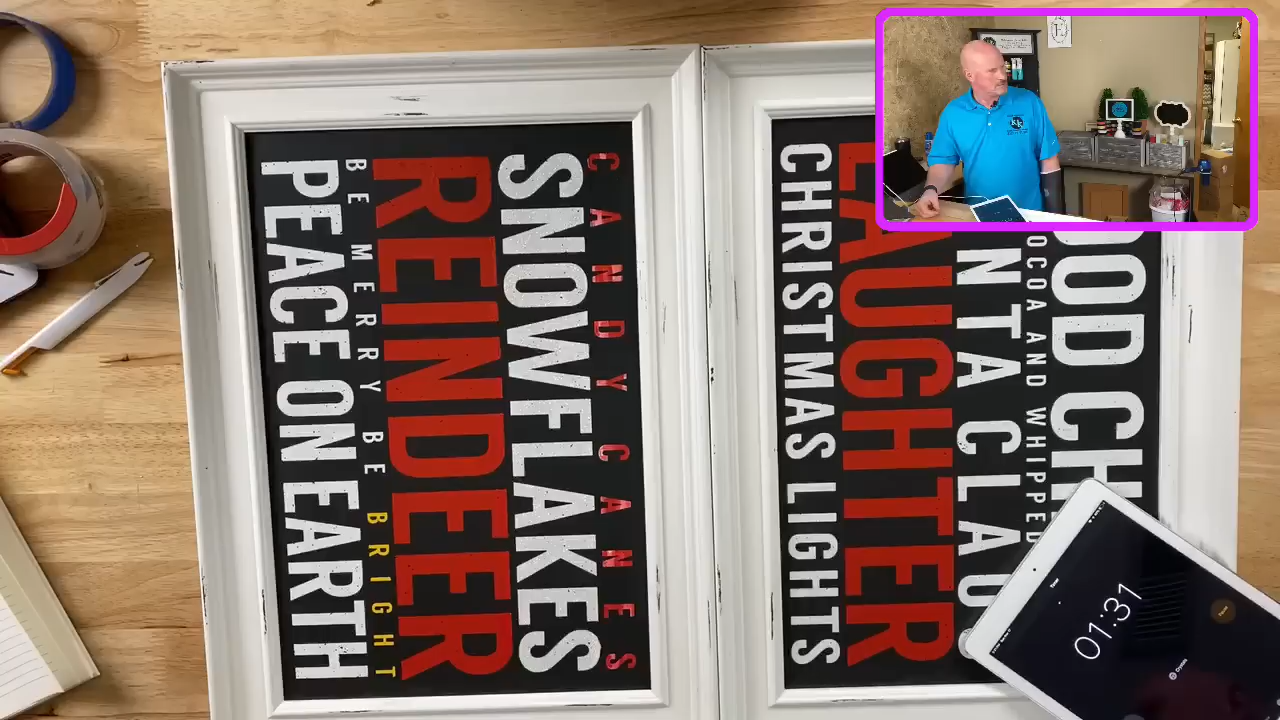 CANDY CANES
SNOWFLAKES
REINDEER
BE MERRY BE BRIGHT
PEACE ON EARTH
OOD CH
OCOA AND WHIPPED
NTA CLAU
LAUGHTER
CHRISTMAS LIGHTS
01:31